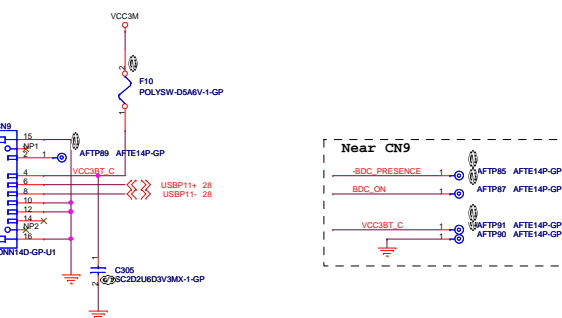 VCC3M
2
F10
POLYSW-D5A6V-1-GP
1
CN9
15
NP1
2
1
AFTP89 AFTE14P-GP
4
VCC3BT_C
6
USBP11+ 28
8
USBP11- 28
10
12
14
NP2
16
ONN14D-GP-U1
1
C305
SC2D2U6D3V3MX-1-GP
2
Near CN9
-BDC_PRESENCE 1 AFTP85 AFTE14P-GP
BDC_ON 1 AFTP87 AFTE14P-GP
VCC3BT_C 1 AFTP91 AFTE14P-GP
1 AFTP90 AFTE14P-GP